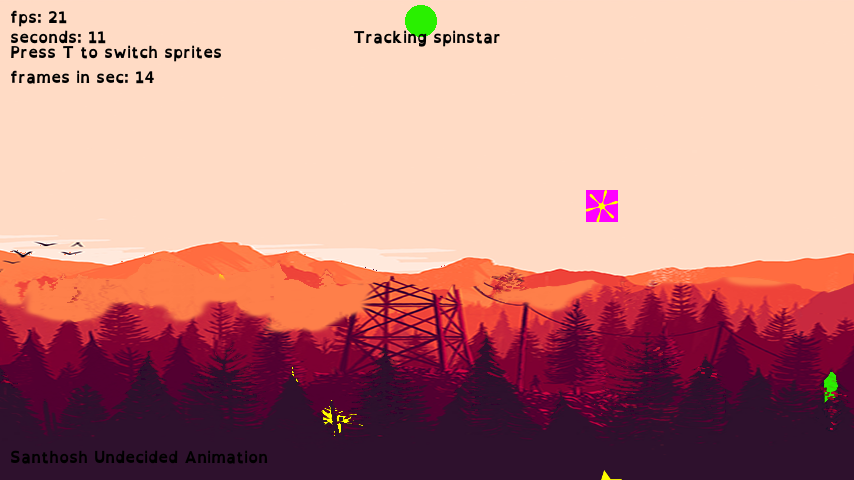 fps: 21
seconds: 11
Tracking spinstar
Press T to switch sprites
frames in sec: 14
Santhosh Undecided Animation